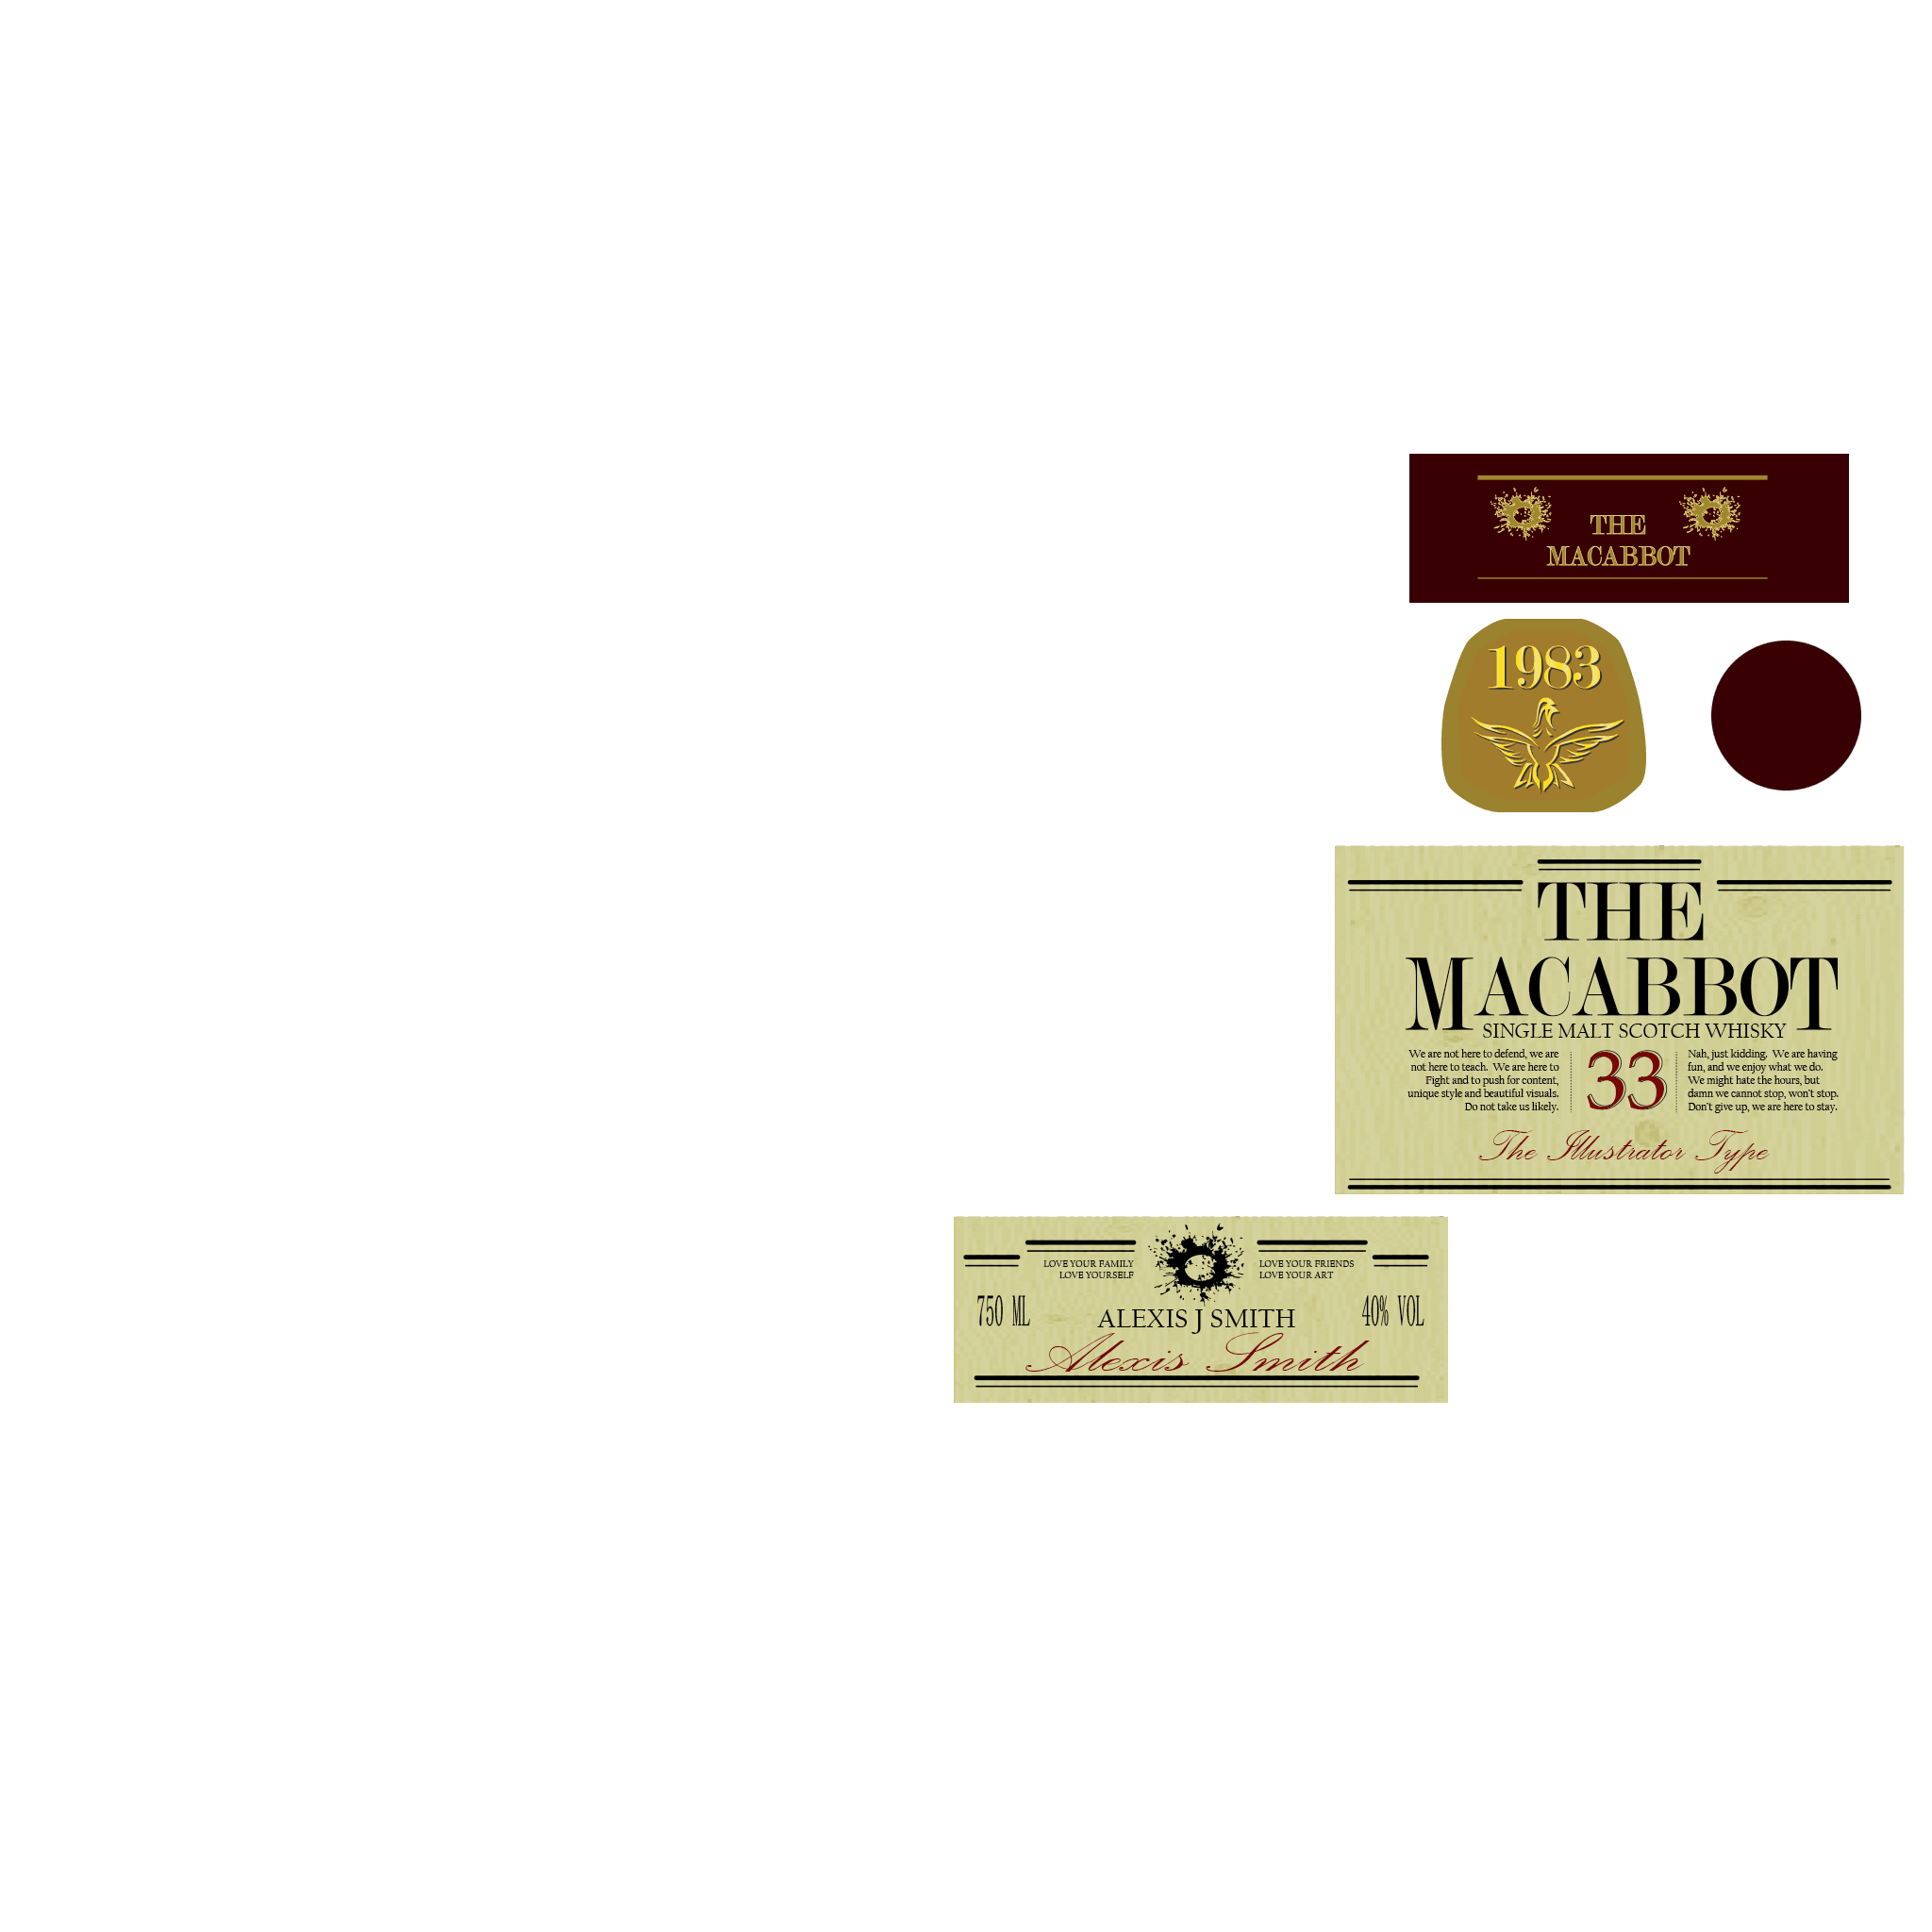 THE
MACABBOT
1983
THE
MACABBOT
SINGLE MALT SCOTCH WHISKY
We are not here to defend, we are
not here to teach. We are here to
Fight and to push for content,
unique style and beautiful visuals.
Do not take us likely.
33
Nah, just kidding. We are having
fun, and we enjoy what we do.
We might hate the hours, but
damn we cannot stop, won't stop.
Don't give up, we are here to stay.
The Illustrator Type
LOVE YOUR FAMILY
LOVE YOURSELF
LOVE YOUR FRIENDS
LOVE YOUR ART
750 ML
ALEXIS J SMITH
40% VOL
Alexis Smith